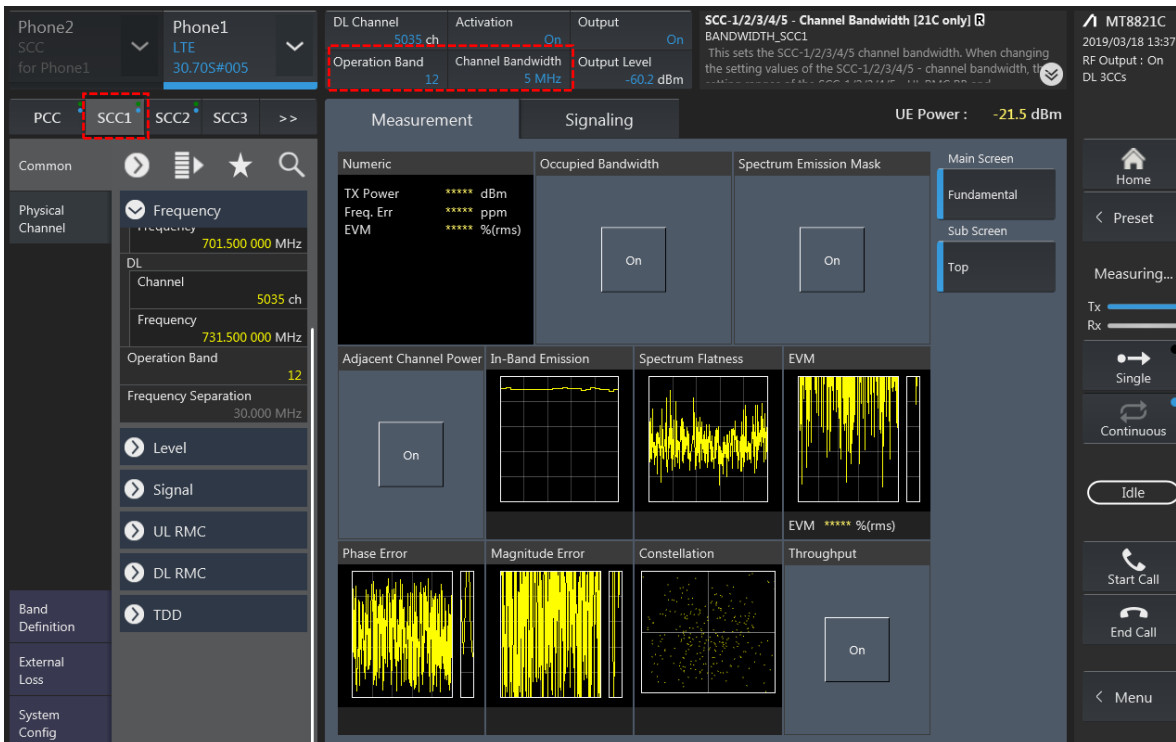 Phone2
SCC
for Phone1
Phone1
LTE
30.70S#005
DL Channel
5035 ch
Activation
On
Output
On
Operation Band
12
Channel Bandwidth
5 MHz
Output Level
-60.2 dBm
SCC-1/2/3/4/5 - Channel Bandwidth [21C only] R
BANDWIDTH_SCC1
This sets the SCC-1/2/3/4/5 channel bandwidth. When changing
the setting values of the SCC-1/2/3/4/5 - channel bandwidth, th
MT8821C
2019/03/18 13:37
RF Output : On
DL 3CCs
PCC
SCC1
SCC2
SCC3
>>
Measurement
Signaling
UE Power : -21.5 dBm
Common
Physical
Channel
Frequency
Frequency
701.500 000 MHz
DL
Channel
5035 ch
Frequency
731.500 000 MHz
Operation Band
12
Frequency Separation
30.000 MHz
Level
Signal
UL RMC
DL RMC
TDD
Band
Definition
External
Loss
System
Config
Numeric
TX Power ***** dBm
Freq. Err ***** ppm
EVM ***** %(rms)
Occupied Bandwidth
On
Spectrum Emission Mask
On
Main Screen
Fundamental
Sub Screen
Top
Adjacent Channel Power
On
In-Band Emission
Spectrum Flatness
EVM
EVM ***** %(rms)
Phase Error
Magnitude Error
Constellation
Throughput
On
Home
< Preset
Measuring...
Tx
Rx
Single
Continuous
Idle
Start Call
End Call
< Menu